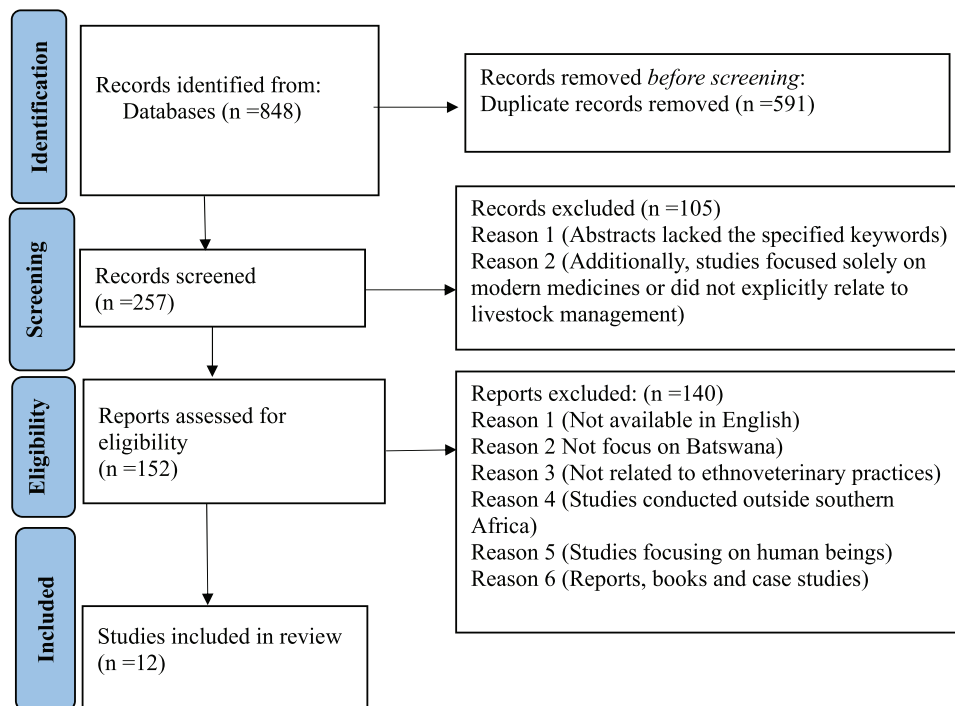 Identification
Records identified from:
Databases (n =848)
Records removed before screening:
Duplicate records removed (n =591)
Screening
Records screened
(n =257)
Records excluded (n =105)
Reason 1 (Abstracts lacked the specified keywords)
Reason 2 (Additionally, studies focused solely on
modern medicines or did not explicitly relate to
livestock management)
Eligibility
Reports assessed for
eligibility
(n =152)
Reports excluded: (n =140)
Reason 1 (Not available in English)
Reason 2 Not focus on Batswana)
Reason 3 (Not related to ethnoveterinary practices)
Reason 4 (Studies conducted outside southern
Africa)
Reason 5 (Studies focusing on human beings)
Reason 6 (Reports, books and case studies)
Included
Studies included in review
(n =12)